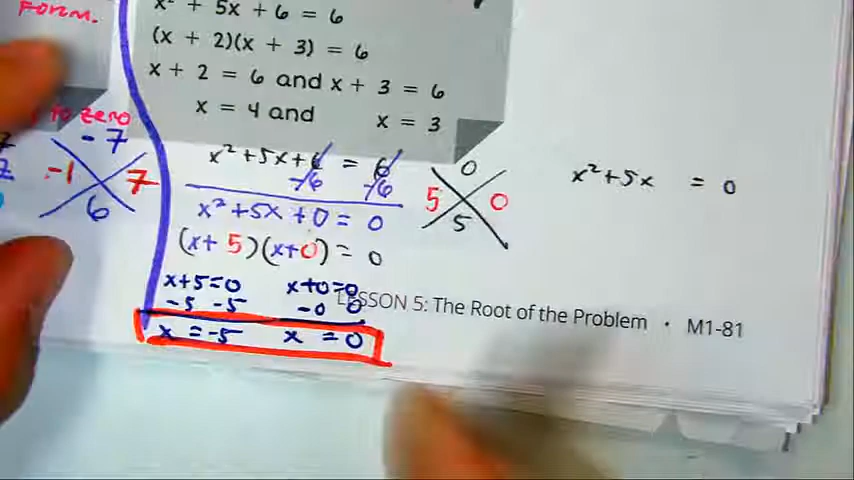 FORM.
x² + 5x + 6 = 6
(x + 2)(x + 3) = 6
x + 2 = 6 and x + 3 = 6
x = 4 and x = 3
to zero
-7
-1 7
6
x²+5x+6 = 6
-6 -6
x²+5x+0 = 0
(x+5)(x+0) = 0
x+5=0 x+0=0
-5 -5 -0 0
x = -5 x = 0
0
5 0
5
x²+5x = 0
LESSON 5: The Root of the Problem • M1-81